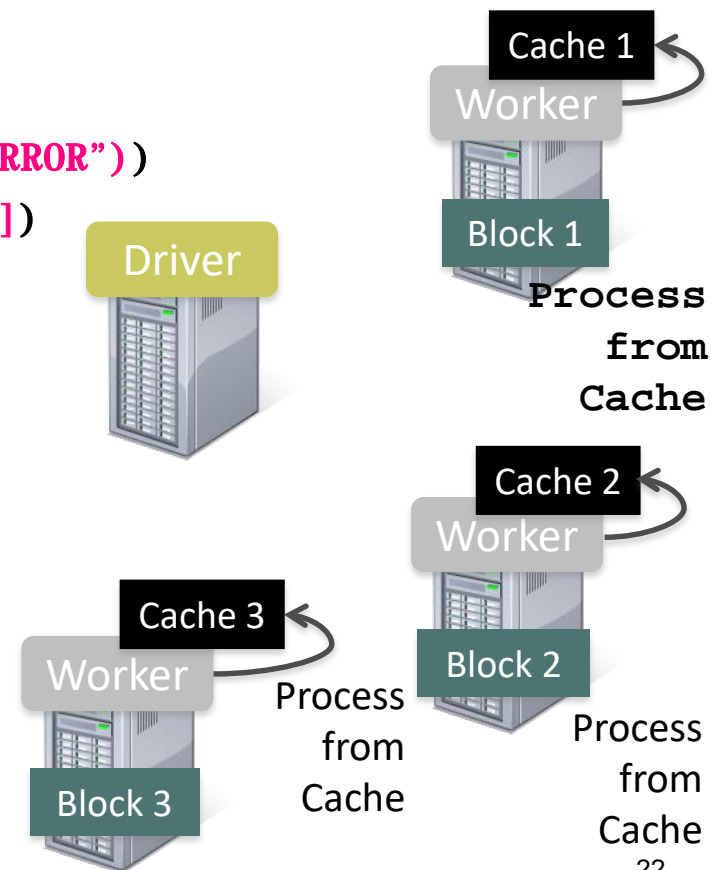 RROR”))
])
Driver
Cache 1
Worker
Block 1
Process
from
Cache
Cache 2
Worker
Block 2
Process
from
Cache
Cache 3
Worker
Block 3
Process
from
Cache
22